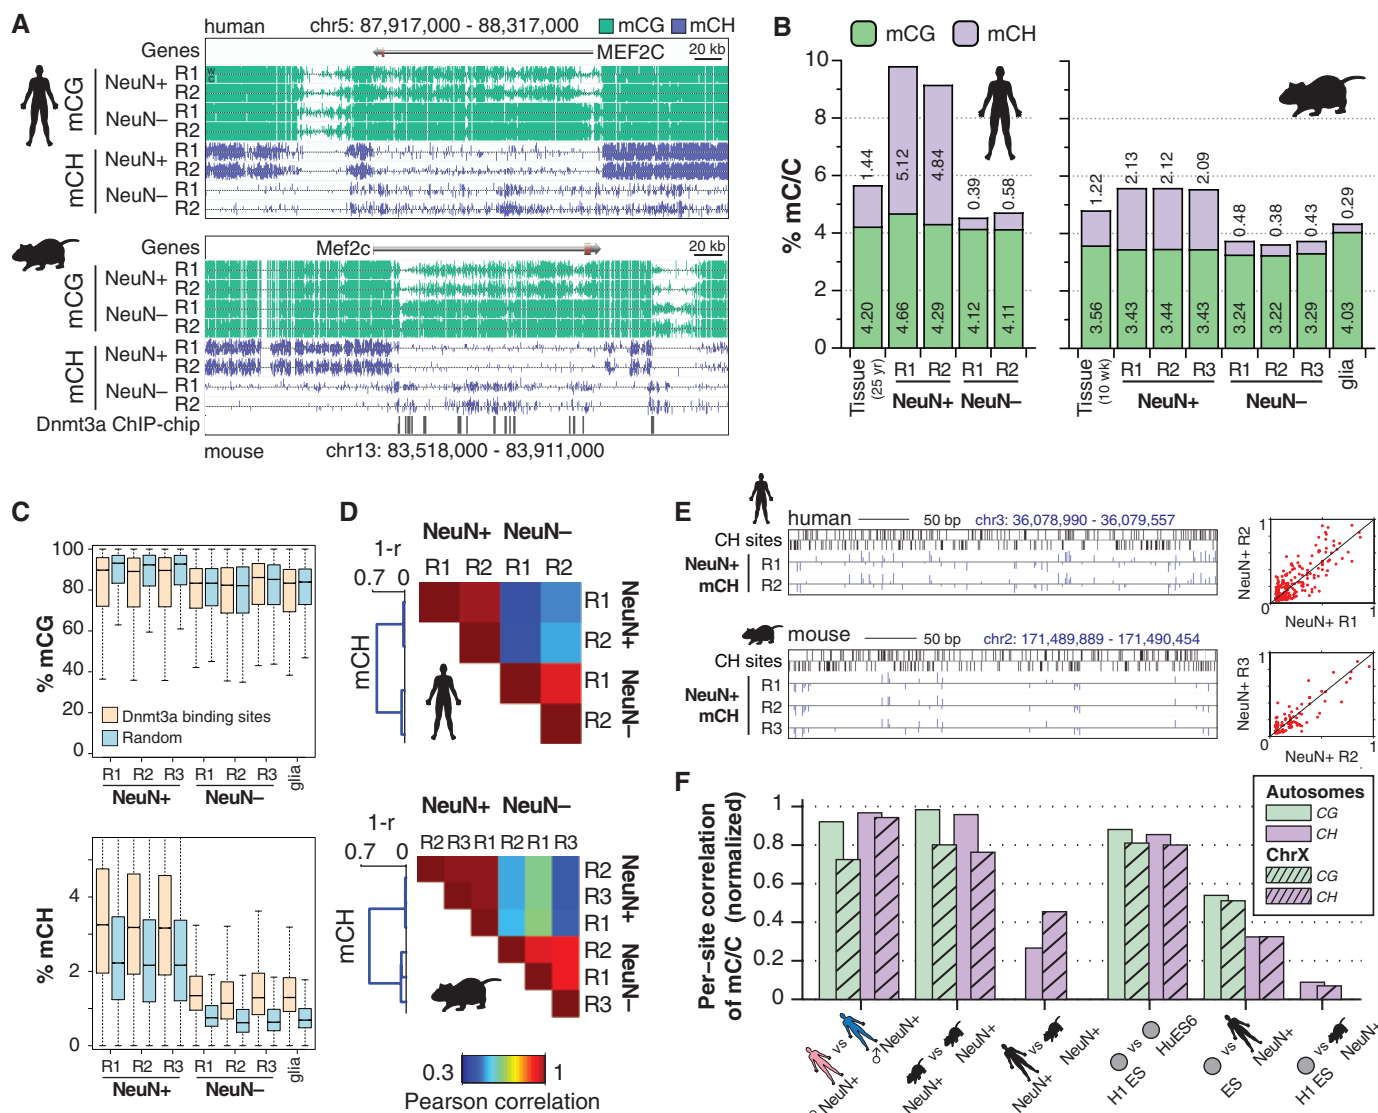 A
human chr5: 87,917,000 - 88,317,000 mCG mCH
Genes MEF2C 20 kb
mCG NeuN+ R1
R2
NeuN– R1
R2
mCH NeuN+ R1
R2
NeuN– R1
R2
Genes Mef2c 20 kb
mCG NeuN+ R1
R2
NeuN– R1
R2
mCH NeuN+ R1
R2
NeuN– R1
R2
Dnmt3a ChIP-chip
mouse chr13: 83,518,000 - 83,911,000
B
mCG mCH
% mC/C
10
8
6
4
2
0
1.44 5.12 4.84 0.39 0.58
4.20 4.66 4.29 4.12 4.11
1.22 2.13 2.12 2.09 0.48 0.38 0.43 0.29
3.56 3.43 3.44 3.43 3.24 3.22 3.29 4.03
Tissue (25 yr) R1 R2 R1 R2
NeuN+ NeuN–
Tissue (10 wk) R1 R2 R3 R1 R2 R3 glia
NeuN+ NeuN–
C
% mCG
100
80
60
40
20
0
Dnmt3a binding sites
Random
R1 R2 R3 R1 R2 R3 glia
NeuN+ NeuN–
% mCH
4
2
0
R1 R2 R3 R1 R2 R3 glia
NeuN+ NeuN–
D
NeuN+ NeuN–
1-r
0.7 0 R1 R2 R1 R2
mCH
R1
R2
NeuN+
R1
R2
NeuN–
NeuN+ NeuN–
1-r
0.7 0 R2 R3 R1 R2 R1 R3
mCH
R2
R3
R1
NeuN+
R2
R1
R3
NeuN–
0.3 1
Pearson correlation
E
human 50 bp chr3: 36,078,990 - 36,079,557
CH sites
NeuN+ mCH
R1
R2
NeuN+ R2
1
0 1
NeuN+ R1
mouse 50 bp chr2: 171,489,889 - 171,490,454
CH sites
NeuN+ mCH
R1
R2
R3
NeuN+ R3
1
0 1
NeuN+ R2
F
Per–site correlation
of mC/C (normalized)
1
0.8
0.6
0.4
0.2
0
Autosomes
CG
CH
ChrX
CG
CH
NeuN+ vs ♂ NeuN+
NeuN+ vs NeuN+
NeuN+ vs NeuN+
H1 ES vs HuES6
ES vs NeuN+
H1 ES vs NeuN+